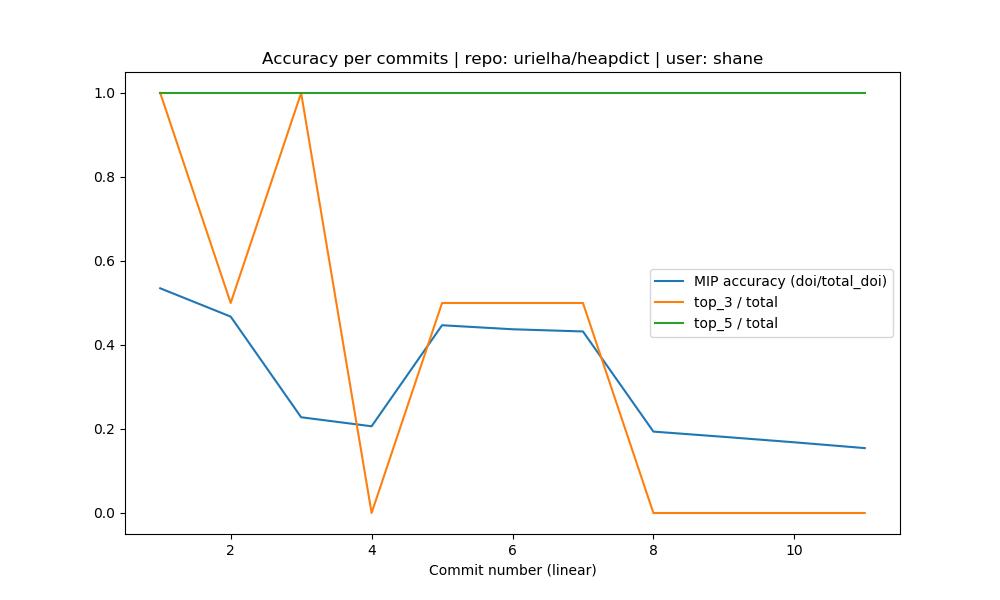 Accuracy per commits | repo: urielha/heapdict | user: shane
1.0
0.8
0.6
0.4
0.2
0.0
MIP accuracy (doi/total_doi)
top_3 / total
top_5 / total
2 4 6 8 10
Commit number (linear)